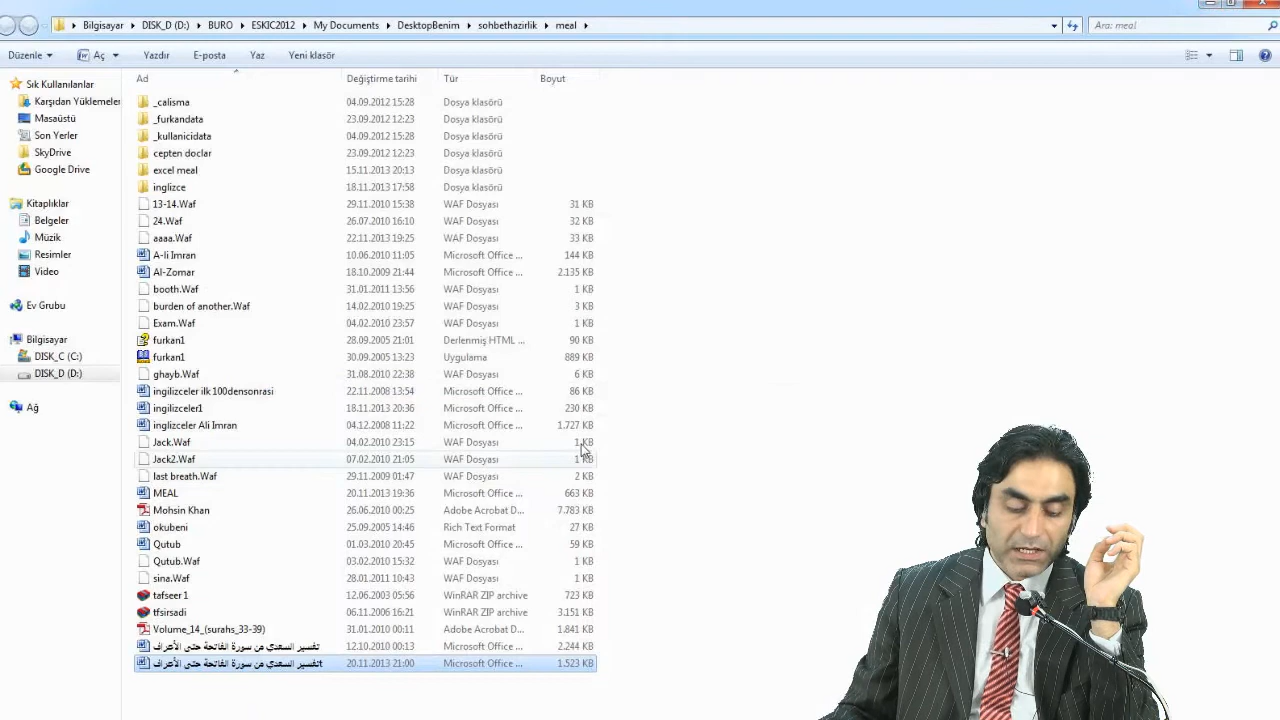 Bilgisayar ▸ DISK_D (D:) ▸ BURO ▸ ESKIC2012 ▸ My Documents ▸ DesktopBenim ▸ sohbethazirlik ▸ meal ▸
Ara: meal
Düzenle Aç Yazdır E-posta Yaz Yeni klasör
Ad Değiştirme tarihi Tür Boyut
Sık Kullanılanlar
Karşıdan Yüklemeler
Masaüstü
Son Yerler
SkyDrive
Google Drive
Kitaplıklar
Belgeler
Müzik
Resimler
Video
Ev Grubu
Bilgisayar
DISK_C (C:)
DISK_D (D:)
Ağ
_calisma 04.09.2012 15:28 Dosya klasörü
_furkandata 23.09.2012 12:23 Dosya klasörü
_kullanicidata 04.09.2012 15:28 Dosya klasörü
cepten doclar 23.09.2012 12:23 Dosya klasörü
excel meal 15.11.2013 20:13 Dosya klasörü
inglizce 18.11.2013 17:58 Dosya klasörü
13-14.Waf 29.11.2010 15:38 WAF Dosyası 31 KB
24.Waf 26.07.2010 16:10 WAF Dosyası 32 KB
aaaa.Waf 22.11.2013 19:25 WAF Dosyası 33 KB
A-li Imran 10.06.2010 11:05 Microsoft Office ... 144 KB
Al-Zomar 18.10.2009 21:44 Microsoft Office ... 2.135 KB
booth.Waf 31.01.2011 13:56 WAF Dosyası 1 KB
burden of another.Waf 14.02.2010 19:25 WAF Dosyası 3 KB
Exam.Waf 04.02.2010 23:57 WAF Dosyası 1 KB
furkan1 28.09.2005 21:01 Derlenmiş HTML ... 90 KB
furkan1 30.09.2005 13:23 Uygulama 889 KB
ghayb.Waf 31.08.2010 22:38 WAF Dosyası 6 KB
ingilizceler ilk 100densonrasi 22.11.2008 13:54 Microsoft Office ... 86 KB
ingilizceler1 18.11.2013 20:36 Microsoft Office ... 230 KB
inglizceler Ali Imran 04.12.2008 11:22 Microsoft Office ... 1.727 KB
Jack.Waf 04.02.2010 23:15 WAF Dosyası 1 KB
Jack2.Waf 07.02.2010 21:05 WAF Dosyası 1 KB
last breath.Waf 29.11.2009 01:47 WAF Dosyası 2 KB
MEAL 20.11.2013 19:36 Microsoft Office ... 663 KB
Mohsin Khan 26.06.2010 00:25 Adobe Acrobat D... 7.783 KB
okubeni 25.09.2005 14:46 Rich Text Format 27 KB
Qutub 01.03.2010 20:45 Microsoft Office ... 59 KB
Qutub.Waf 03.02.2010 15:32 WAF Dosyası 1 KB
sina.Waf 28.01.2011 10:43 WAF Dosyası 1 KB
tafseer 1 12.06.2003 05:56 WinRAR ZIP archive 723 KB
tfsirsadi 06.11.2006 16:21 WinRAR ZIP archive 3.151 KB
Volume_14_(surahs_33-39) 31.01.2010 00:11 Adobe Acrobat D... 1.841 KB
تفسير السعدي من سورة الفاتحة حتى الأعراف 12.10.2010 00:13 Microsoft Office ... 2.244 KB
تفسير السعدي من سورة الفاتحة حتى الأعراف 20.11.2013 21:00 Microsoft Office ... 1.523 KB